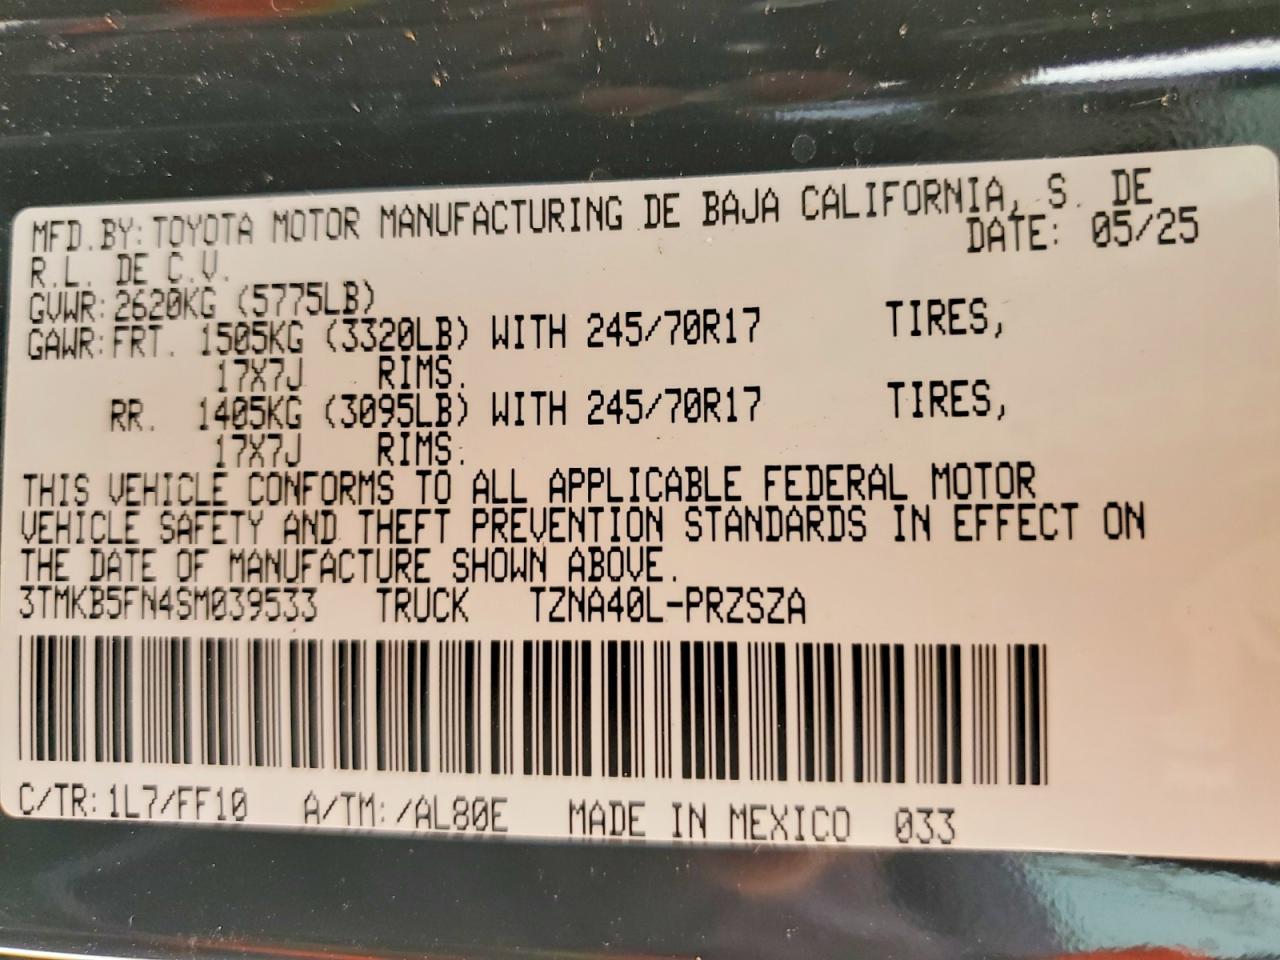 MFD.BY: TOYOTA MOTOR MANUFACTURING DE BAJA CALIFORNIA, S. DE
R.L. DE C.V. DATE: 05/25
GVWR: 2620KG (5775LB)
GAWR: FRT. 1505KG (3320LB) WITH 245/70R17 TIRES,
17X7J RIMS.
RR. 1405KG (3095LB) WITH 245/70R17 TIRES,
17X7J RIMS.
THIS VEHICLE CONFORMS TO ALL APPLICABLE FEDERAL MOTOR
VEHICLE SAFETY AND THEFT PREVENTION STANDARDS IN EFFECT ON
THE DATE OF MANUFACTURE SHOWN ABOVE.
3TMKB5FN4SM039533 TRUCK TZNA40L-PRZSZA
C/TR: 1L7/FF10 A/TM: /AL80E MADE IN MEXICO 033